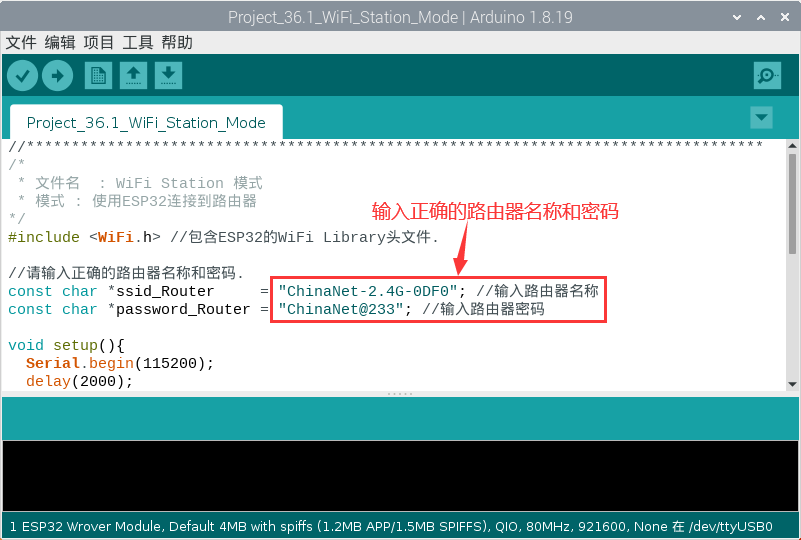 Project_36.1_WiFi_Station_Mode | Arduino 1.8.19
文件 编辑 项目 工具 帮助
Project_36.1_WiFi_Station_Mode
//**********************************************************************************
/*
* 文件名  : WiFi Station 模式
* 模式 : 使用ESP32连接到路由器
*/
输入正确的路由器名称和密码
#include <WiFi.h> //包含ESP32的WiFi Library头文件.
//请输入正确的路由器名称和密码.
const char *ssid_Router     = "ChinaNet-2.4G-0DF0"; //输入路由器名称
const char *password_Router = "ChinaNet@233"; //输入路由器密码
void setup(){
Serial.begin(115200);
delay(2000);
1 ESP32 Wrover Module, Default 4MB with spiffs (1.2MB APP/1.5MB SPIFFS), QIO, 80MHz, 921600, None 在 /dev/ttyUSB0